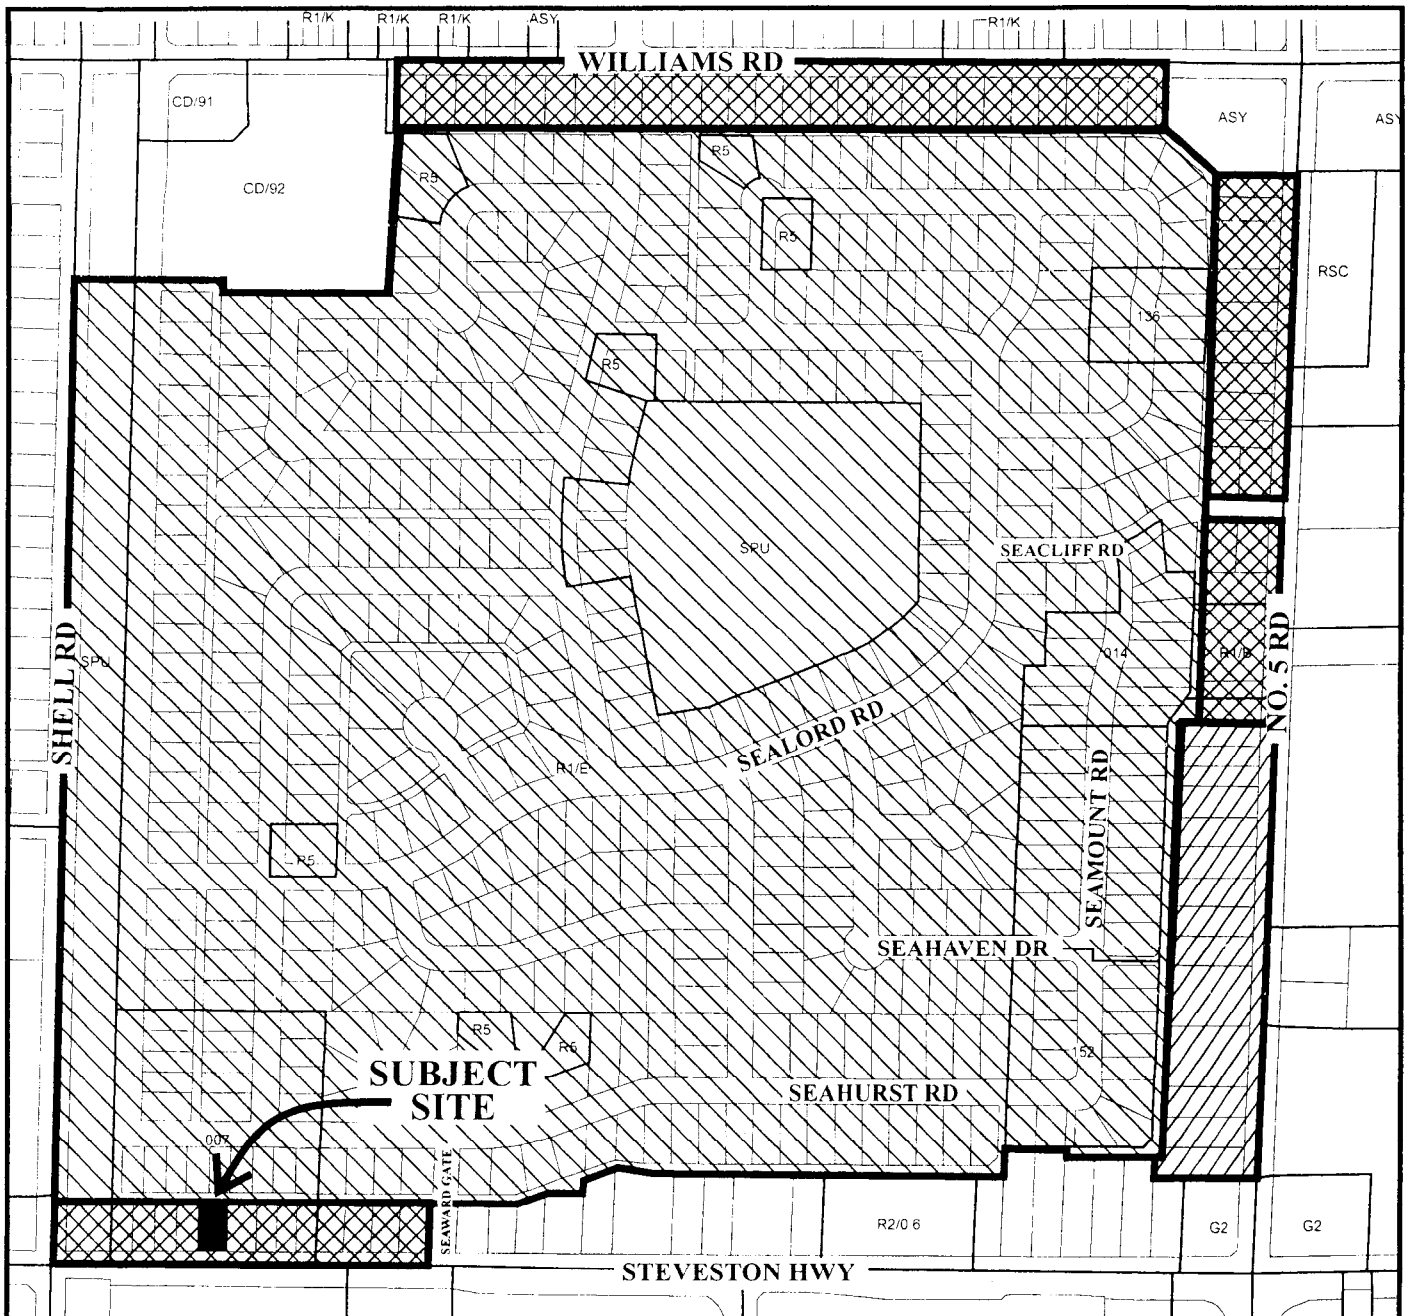 R1/K
R1/K
R1/K
ASY
R1/K
WILLIAMS RD
CD/91
ASY
ASY
R5
R5
CD/92
R5
RSC
136
R5
SPU
SEACLIFF RD
SHELL RD
SPU
014
R1/B
NO. 5 RD
SEALORD RD
R1/E
SEAMOUNT RD
R5
SEAHAVEN DR
R5
R5
152
SUBJECT
SITE
SEAHURST RD
007
SEAWARD GATE
R2/0 6
G2
G2
STEVESTON HWY